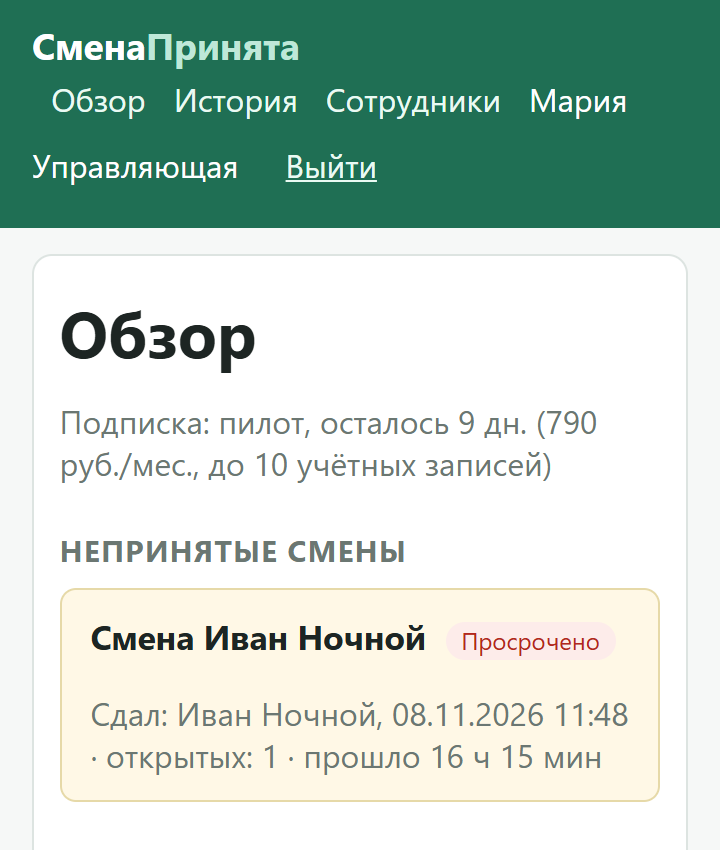 СменаПринята
Обзор История Сотрудники Мария
Управляющая Выйти
Обзор
Подписка: пилот, осталось 9 дн. (790
руб./мес., до 10 учётных записей)
НЕПРИНЯТЫЕ СМЕНЫ
Смена Иван Ночной Просрочено
Сдал: Иван Ночной, 08.11.2026 11:48
· открытых: 1 · прошло 16 ч 15 мин